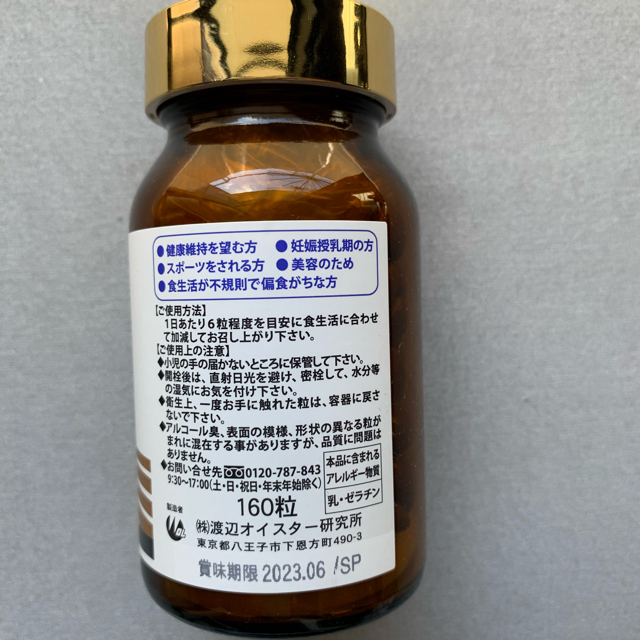 ●健康維持を望む方 ●妊娠授乳期の方
●スポーツをされる方 ●美容のため
●食生活が不規則で偏食がちな方
【ご使用方法】
1日あたり6粒程度を目安に食生活に合わせ
て加減してお召し上がり下さい。
【ご使用上の注意】
◆小児の手の届かないところに保管して下さい。
◆開栓後は、直射日光を避け、密栓して、水分等
の湿気にお気を付け下さい。
◆衛生上、一度お手に触れた粒は、容器に戻さ
ないで下さい。
◆アルコール臭、表面の模様、形状の異なる粒が
まれに混在する事がありますが、品質に問題は
ありません。
◆お問い合せ先 0120-787-843
9:30〜17:00(土・日・祝日・年末年始除く)
本品に含まれる
アレルギー物質
乳・ゼラチン
160粒
製造者
㈱渡辺オイスター研究所
東京都八王子市下恩方町490-3
賞味期限 2023.06 /SP